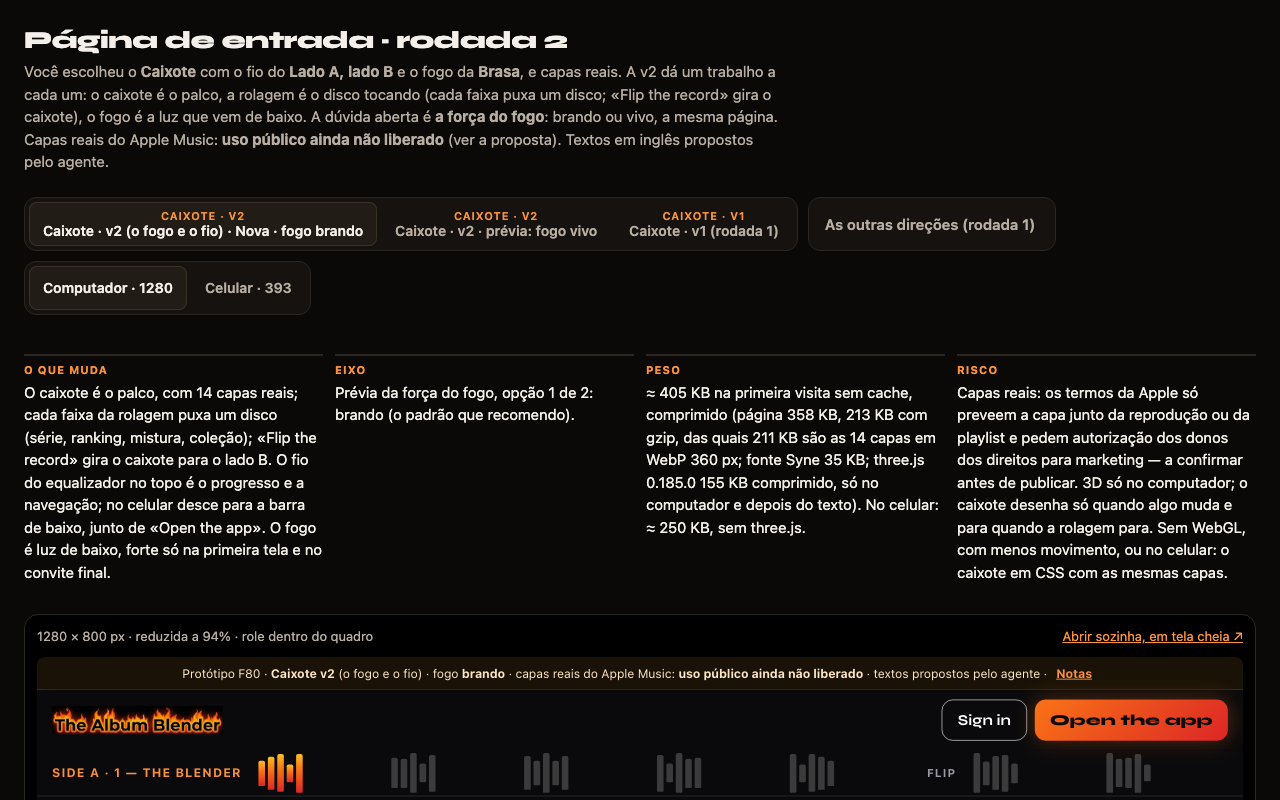 Página de entrada · rodada 2
Você escolheu o Caixote com o fio do Lado A, lado B e o fogo da Brasa, e capas reais. A v2 dá um trabalho a
cada um: o caixote é o palco, a rolagem é o disco tocando (cada faixa puxa um disco; «Flip the record» gira o
caixote), o fogo é a luz que vem de baixo. A dúvida aberta é a força do fogo: brando ou vivo, a mesma página.
Capas reais do Apple Music: uso público ainda não liberado (ver a proposta). Textos em inglês propostos
pelo agente.
CAIXOTE · V2
Caixote · v2 (o fogo e o fio) · Nova · fogo brando
CAIXOTE · V2
Caixote · v2 · prévia: fogo vivo
CAIXOTE · V1
Caixote · v1 (rodada 1)
As outras direções (rodada 1)
Computador · 1280
Celular · 393
O QUE MUDA
O caixote é o palco, com 14 capas reais;
cada faixa da rolagem puxa um disco
(série, ranking, mistura, coleção); «Flip the
record» gira o caixote para o lado B. O fio
do equalizador no topo é o progresso e a
navegação; no celular desce para a barra
de baixo, junto de «Open the app». O fogo
é luz de baixo, forte só na primeira tela e no
convite final.
EIXO
Prévia da força do fogo, opção 1 de 2:
brando (o padrão que recomendo).
PESO
≈ 405 KB na primeira visita sem cache,
comprimido (página 358 KB, 213 KB com
gzip, das quais 211 KB são as 14 capas em
WebP 360 px; fonte Syne 35 KB; three.js
0.185.0 155 KB comprimido, só no
computador e depois do texto). No celular:
≈ 250 KB, sem three.js.
RISCO
Capas reais: os termos da Apple só
preveem a capa junto da reprodução ou da
playlist e pedem autorização dos donos
dos direitos para marketing — a confirmar
antes de publicar. 3D só no computador; o
caixote desenha só quando algo muda e
para quando a rolagem para. Sem WebGL,
com menos movimento, ou no celular: o
caixote em CSS com as mesmas capas.
1280 × 800 px · reduzida a 94% · role dentro do quadro
Abrir sozinha, em tela cheia ↗
Protótipo F80 · Caixote v2 (o fogo e o fio) · fogo brando · capas reais do Apple Music: uso público ainda não liberado · textos propostos pelo agente · Notas
The Album Blender
Sign in
Open the app
SIDE A · 1 — THE BLENDER
FLIP